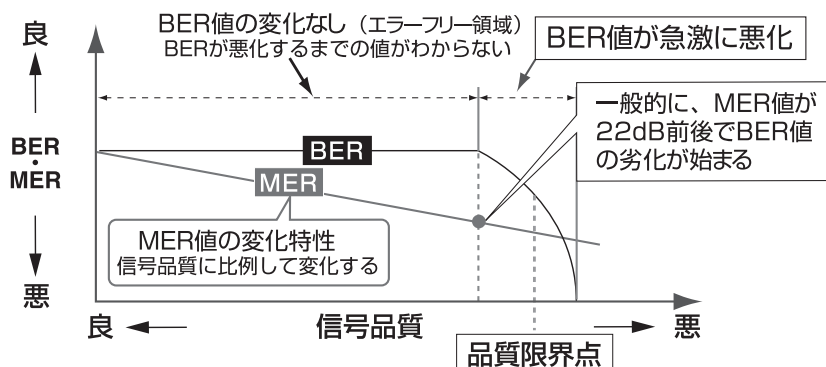 良
BER値の変化なし（エラーフリー領域）
BERが悪化するまでの値がわからない
BER値が急激に悪化
一般的に、MER値が
22dB前後でBER値
の劣化が始まる
BER
・
MER
BER
MER
MER値の変化特性
信号品質に比例して変化する
悪
良
信号品質
悪
品質限界点